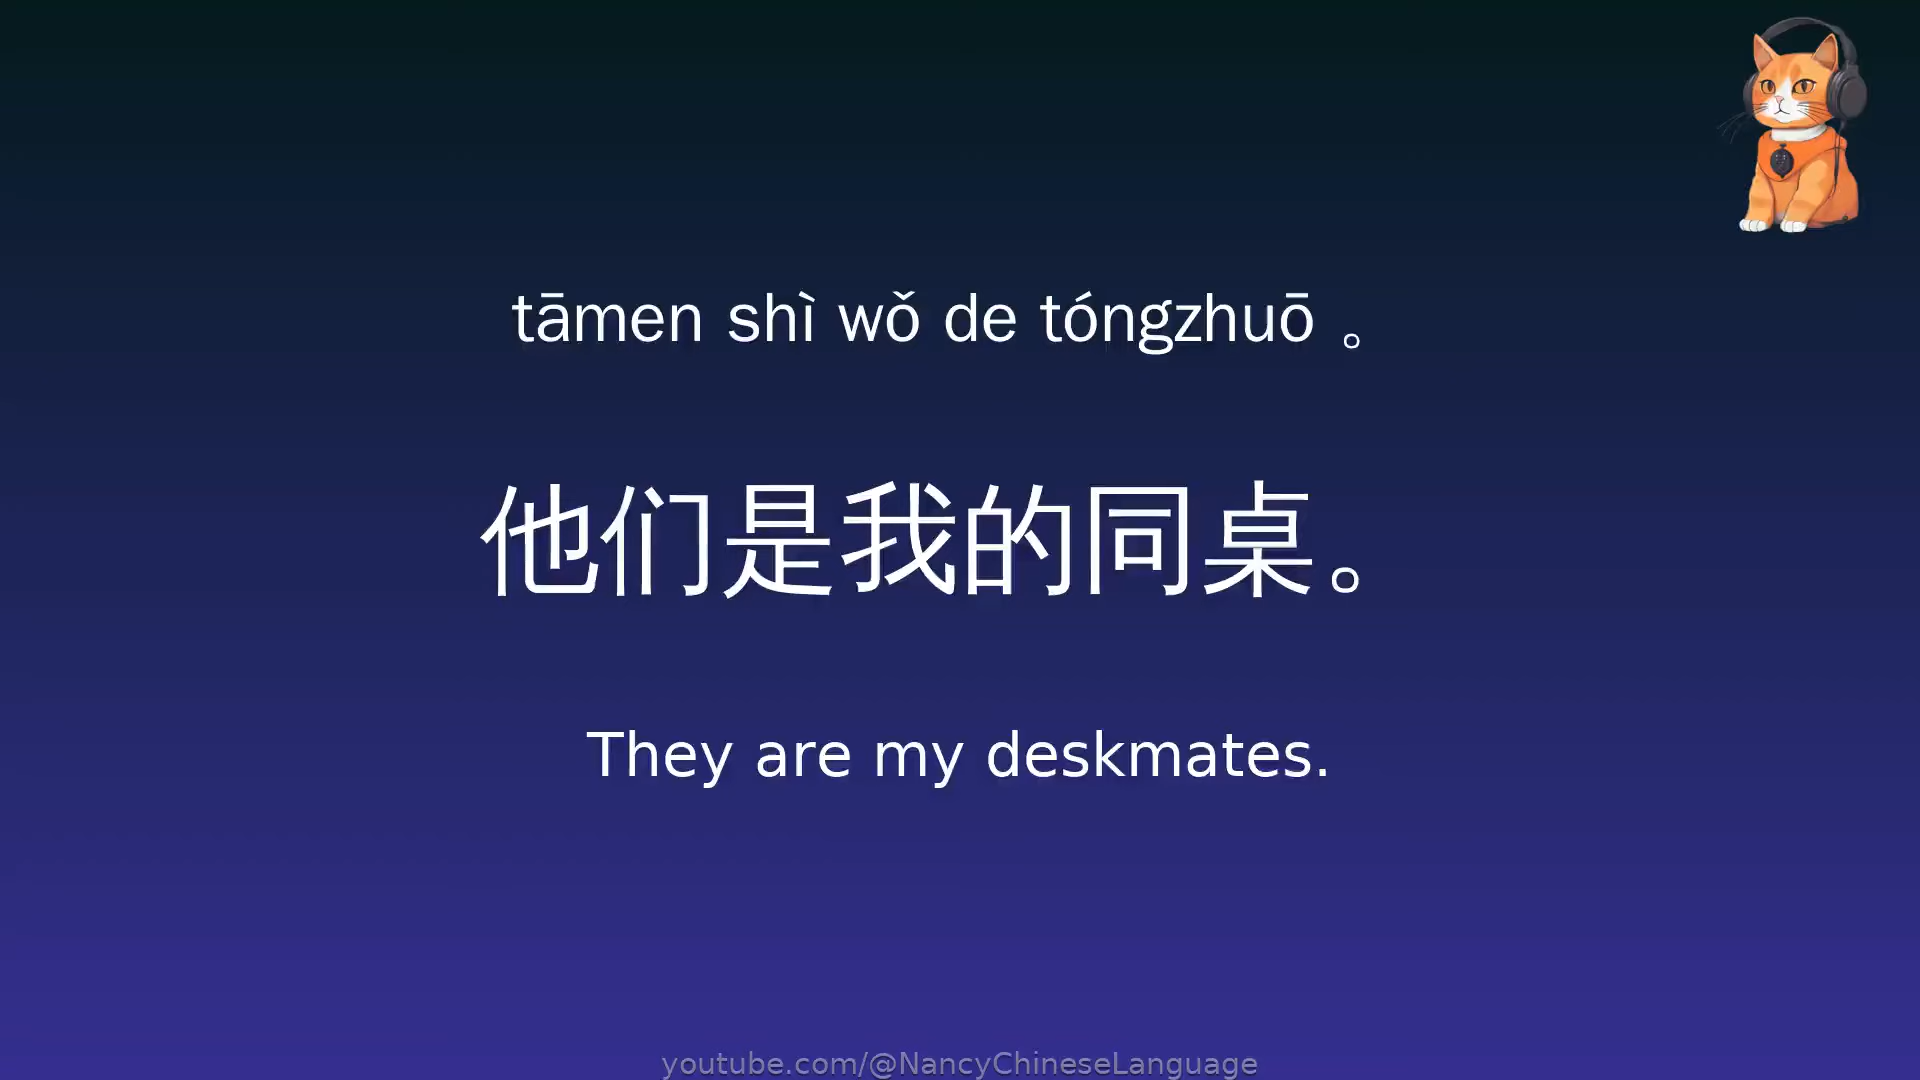 tāmen shì wǒ de tóngzhuō 。
他们是我的同桌。
They are my deskmates.
youtube.com/@NancyChineseLanguage